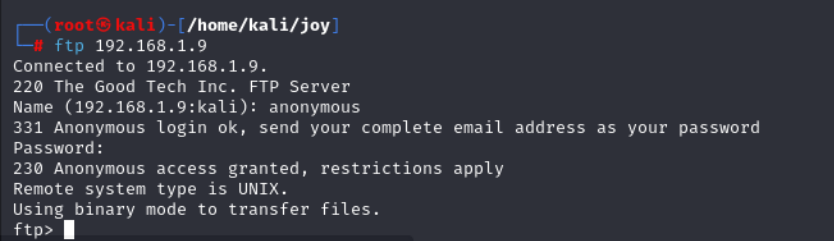 ┌──(root㉿kali)-[/home/kali/joy]
└─# ftp 192.168.1.9
Connected to 192.168.1.9.
220 The Good Tech Inc. FTP Server
Name (192.168.1.9:kali): anonymous
331 Anonymous login ok, send your complete email address as your password
Password:
230 Anonymous access granted, restrictions apply
Remote system type is UNIX.
Using binary mode to transfer files.
ftp>